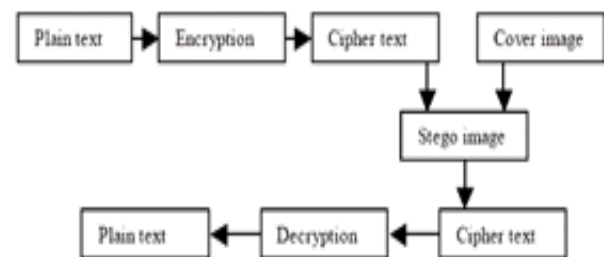 Plain text
Encryption
Cipher text
Cover image
Stego image
Plain text
Decryption
Cipher text